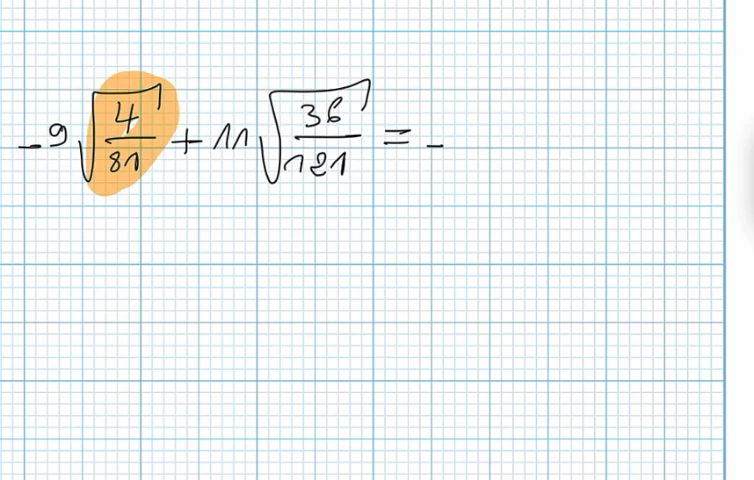 -9√(4/81) + 11√(36/121) = -